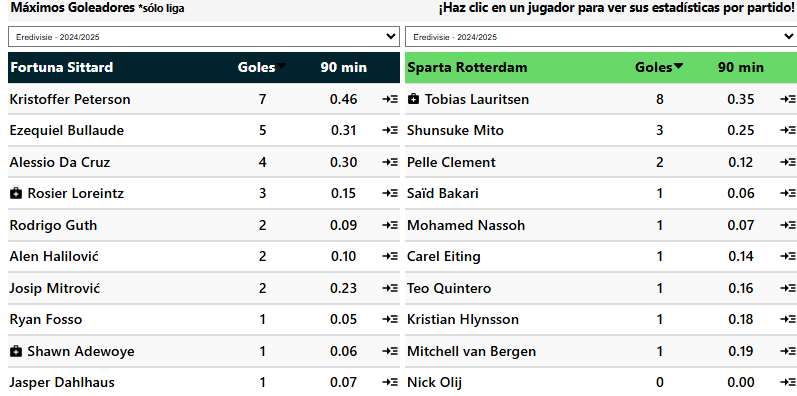 Máximos Goleadores *sólo liga ¡Haz clic en un jugador para ver sus estadísticas por partido!
Eredivisie - 2024/2025 Eredivisie - 2024/2025
Fortuna Sittard Goles 90 min Sparta Rotterdam Goles 90 min
Kristoffer Peterson 7 0.46 Tobias Lauritsen 8 0.35
Ezequiel Bullaude 5 0.31 Shunsuke Mito 3 0.25
Alessio Da Cruz 4 0.30 Pelle Clement 2 0.12
Rosier Loreintz 3 0.15 Saïd Bakari 1 0.06
Rodrigo Guth 2 0.09 Mohamed Nassoh 1 0.07
Alen Halilović 2 0.10 Carel Eiting 1 0.14
Josip Mitrović 2 0.23 Teo Quintero 1 0.16
Ryan Fosso 1 0.05 Kristian Hlynsson 1 0.18
Shawn Adewoye 1 0.06 Mitchell van Bergen 1 0.19
Jasper Dahlhaus 1 0.07 Nick Olij 0 0.00